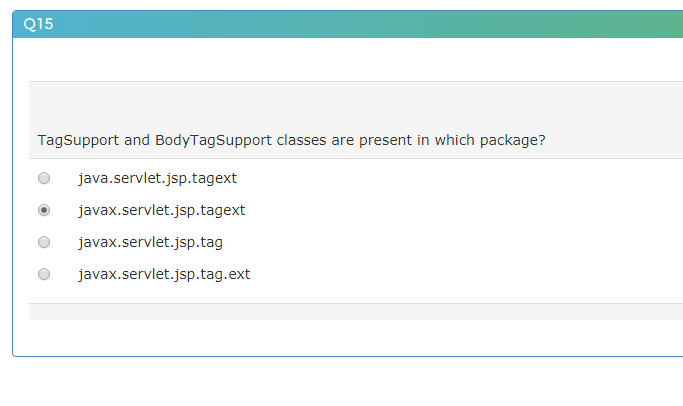 Q15
TagSupport and BodyTagSupport classes are present in which package?
java.servlet.jsp.tagext
javax.servlet.jsp.tagext
javax.servlet.jsp.tag
javax.servlet.jsp.tag.ext